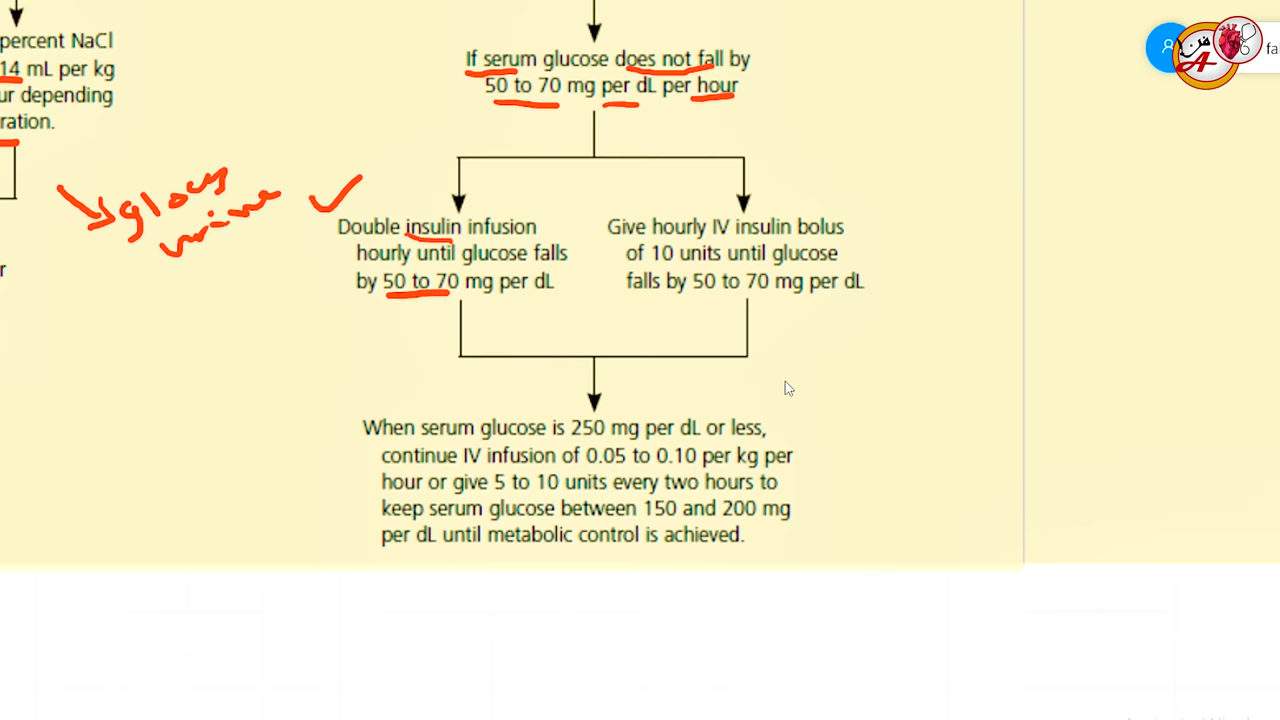 percent NaCl
14 mL per kg
ur depending
ration.
r
If serum glucose does not fall by
50 to 70 mg per dL per hour
Double insulin infusion
hourly until glucose falls
by 50 to 70 mg per dL
Give hourly IV insulin bolus
of 10 units until glucose
falls by 50 to 70 mg per dL
When serum glucose is 250 mg per dL or less,
continue IV infusion of 0.05 to 0.10 per kg per
hour or give 5 to 10 units every two hours to
keep serum glucose between 150 and 200 mg
per dL until metabolic control is achieved.
فن
A
fal